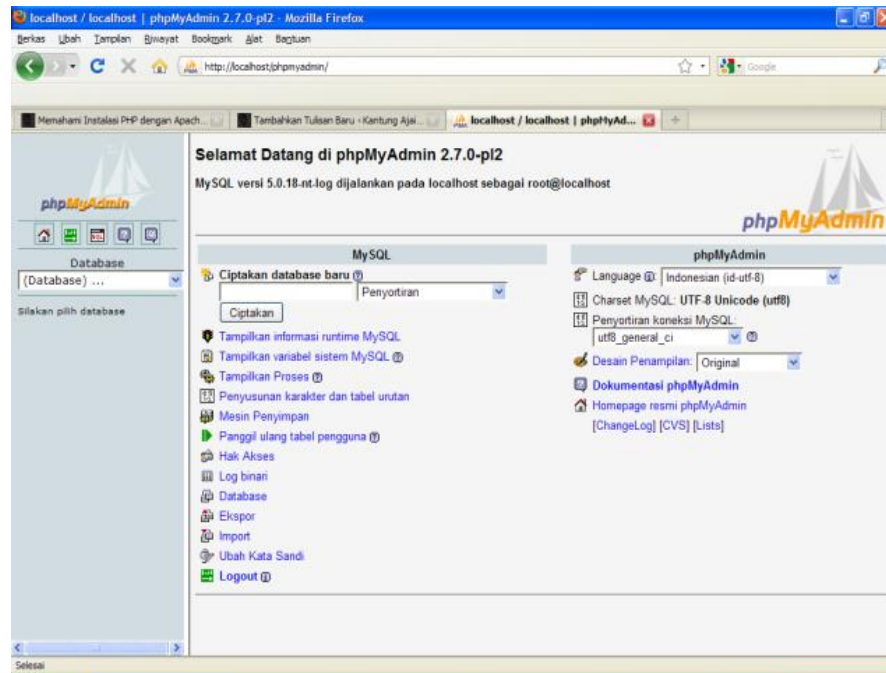 localhost / localhost | phpMyAdmin 2.7.0-pl2 - Mozilla Firefox
Berkas Ubah Tampilan Riwayat Bookmark Alat Bantuan
http://localhost/phpmyadmin/
Google
Memahami Instalasi PHP dengan Apach...
Tambahkan Tulisan Baru ‹ Kantung Ajai...
localhost / localhost | phpMyAd...
phpMyAdmin
Database
(Database) ...
Silakan pilih database
Selamat Datang di phpMyAdmin 2.7.0-pl2
MySQL versi 5.0.18-nt-log dijalankan pada localhost sebagai root@localhost
phpMyAdmin
MySQL
Ciptakan database baru
Penyortiran
Ciptakan
Tampilkan informasi runtime MySQL
Tampilkan variabel sistem MySQL
Tampilkan Proses
Penyusunan karakter dan tabel urutan
Mesin Penyimpan
Panggil ulang tabel pengguna
Hak Akses
Log binari
Database
Ekspor
Import
Ubah Kata Sandi
Logout
phpMyAdmin
Language : Indonesian (id-utf-8)
Charset MySQL: UTF-8 Unicode (utf8)
Penyortiran koneksi MySQL:
utf8_general_ci
Desain Penampilan: Original
Dokumentasi phpMyAdmin
Homepage resmi phpMyAdmin
[ChangeLog] [CVS] [Lists]
Selesai